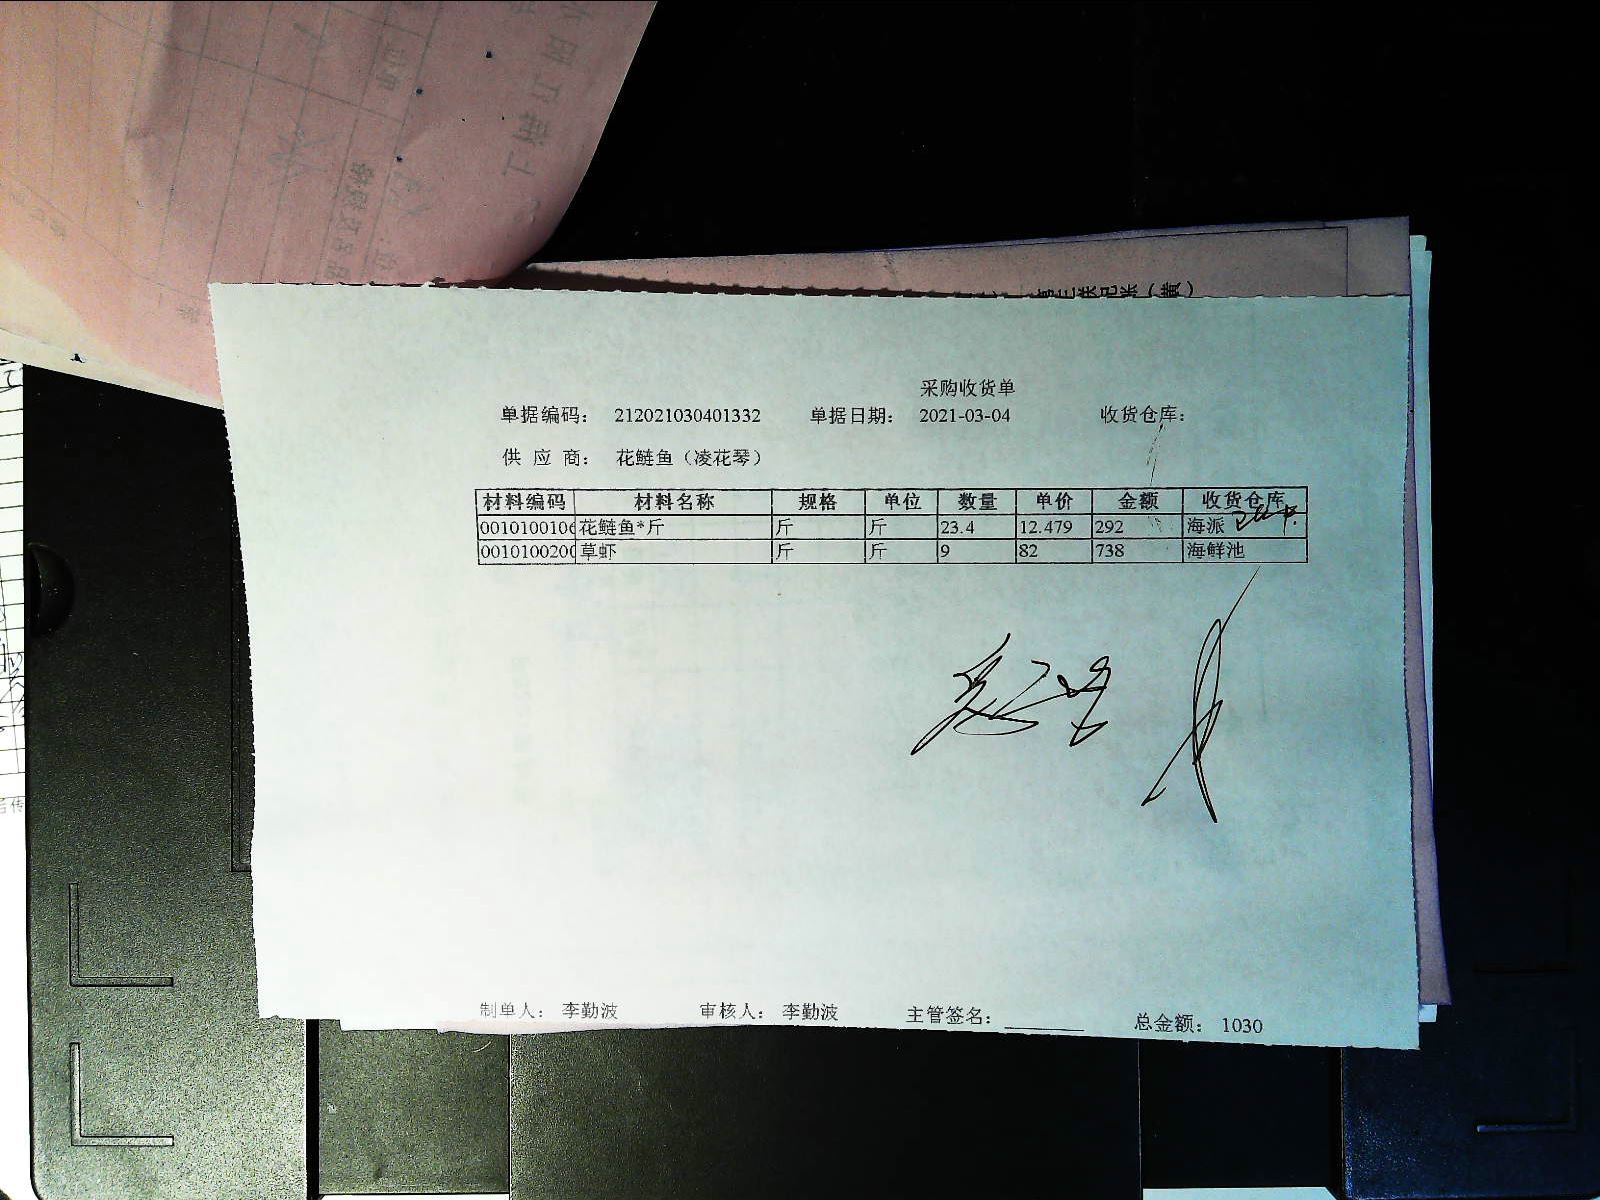 采购收货单
单据编码： 212021030401332 单据日期： 2021-03-04 收货仓库：
供 应 商： 花鲢鱼（凌花琴）
材料编码 材料名称 规格 单位 数量 单价 金额 收货仓库
001010010 花鲢鱼*斤 斤 斤 23.4 12.479 292 海派
001010020 草虾 斤 斤 9 82 738 海鲜池
制单人： 李勤波 审核人： 李勤波 主管签名： 总金额： 1030